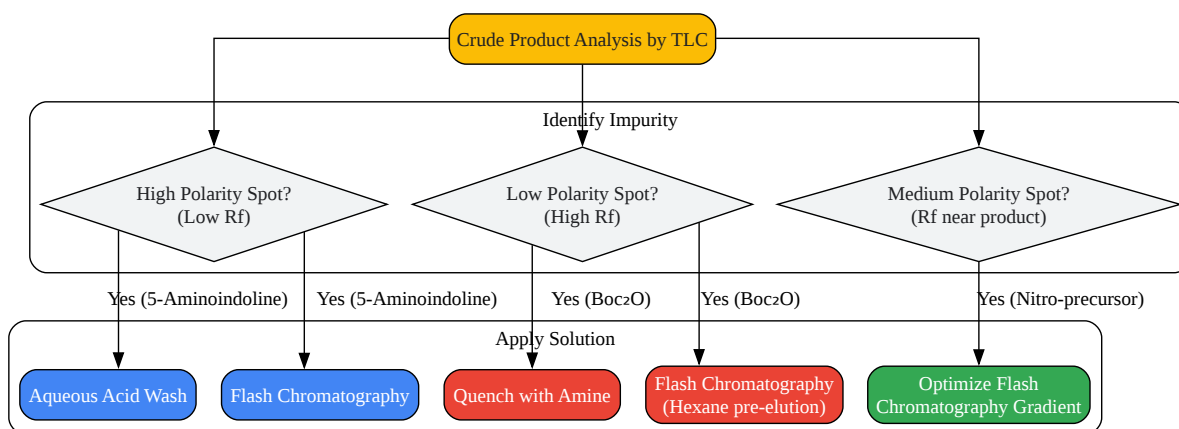 Crude Product Analysis by TLC
Identify Impurity
High Polarity Spot?
(Low Rf)
Low Polarity Spot?
(High Rf)
Medium Polarity Spot?
(Rf near product)
Yes (5-Aminoindoline)
Yes (5-Aminoindoline)
Yes (Boc₂O)
Yes (Boc₂O)
Yes (Nitro-precursor)
Apply Solution
Aqueous Acid Wash
Flash Chromatography
Quench with Amine
Flash Chromatography
(Hexane pre-elution)
Optimize Flash
Chromatography Gradient